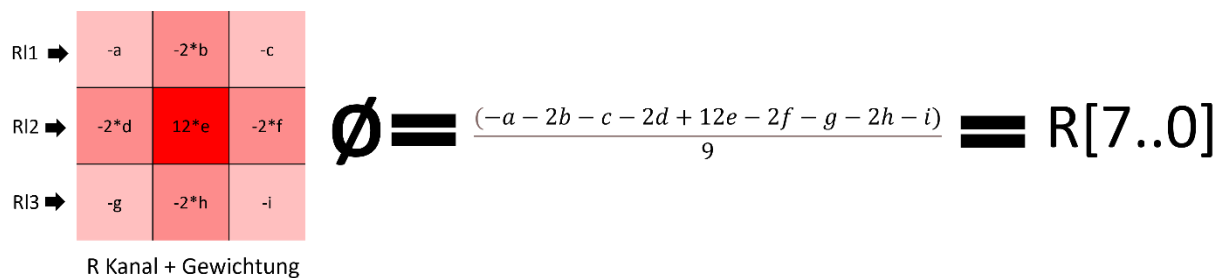 Rl1 🡆 -a -2*b -c
Rl2 🡆 -2*d 12*e -2*f
Rl3 🡆 -g -2*h -i
R Kanal + Gewichtung
Ø = (-a - 2b - c - 2d + 12e - 2f - g - 2h - i) / 9 = R[7..0]